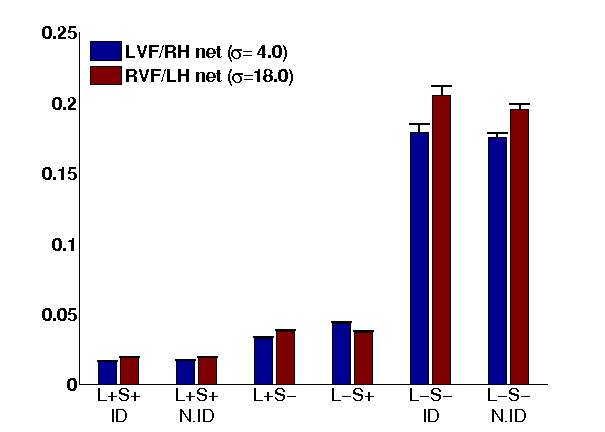 0.25
LVF/RH net (σ= 4.0)
RVF/LH net (σ=18.0)
0.2
0.15
0.1
0.05
0
L+S+ L+S+ L+S− L−S+ L−S− L−S−
ID N.ID ID N.ID